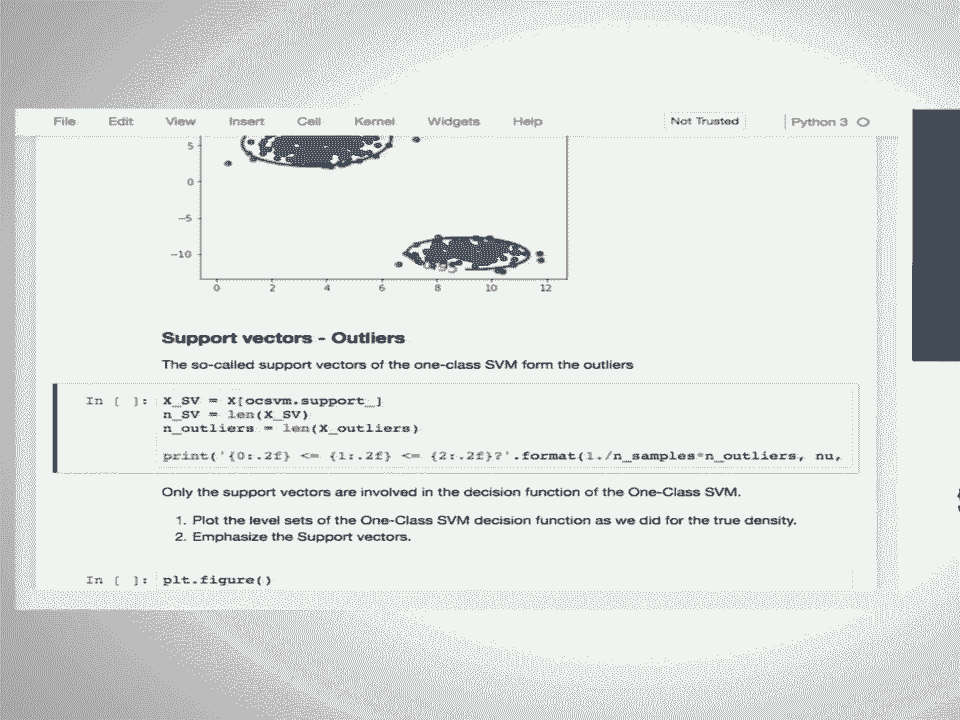 File Edit View Insert Cell Kernel Widgets Help Not Trusted Python 3
5
0
-5
-10
0.95
0 2 4 6 8 10 12
Support vectors - Outliers
The so-called support vectors of the one-class SVM form the outliers
In [ ]: X_SV = X[ocsvm.support_]
n_SV = len(X_SV)
n_outliers = len(X_outliers)
print('{0:.2f} <= {1:.2f} <= {2:.2f}?'.format(1./n_samples*n_outliers, nu,
Only the support vectors are involved in the decision function of the One-Class SVM.
1. Plot the level sets of the One-Class SVM decision function as we did for the true density.
2. Emphasize the Support vectors.
In [ ]: plt.figure()